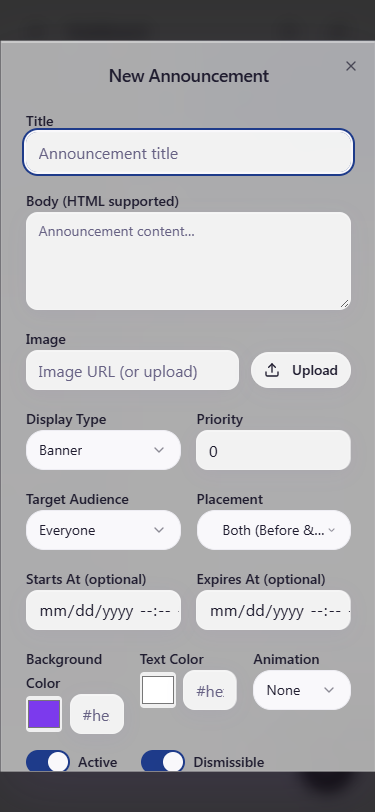 New Announcement
Title
Announcement title
Body (HTML supported)
Announcement content...
Image
Image URL (or upload)
Upload
Display Type
Priority
Banner
0
Target Audience
Placement
Everyone
Both (Before &...
Starts At (optional)
Expires At (optional)
mm/dd/yyyy --:--
mm/dd/yyyy --:--
Background
Color
Text Color
Animation
#he
#he
None
Active
Dismissible